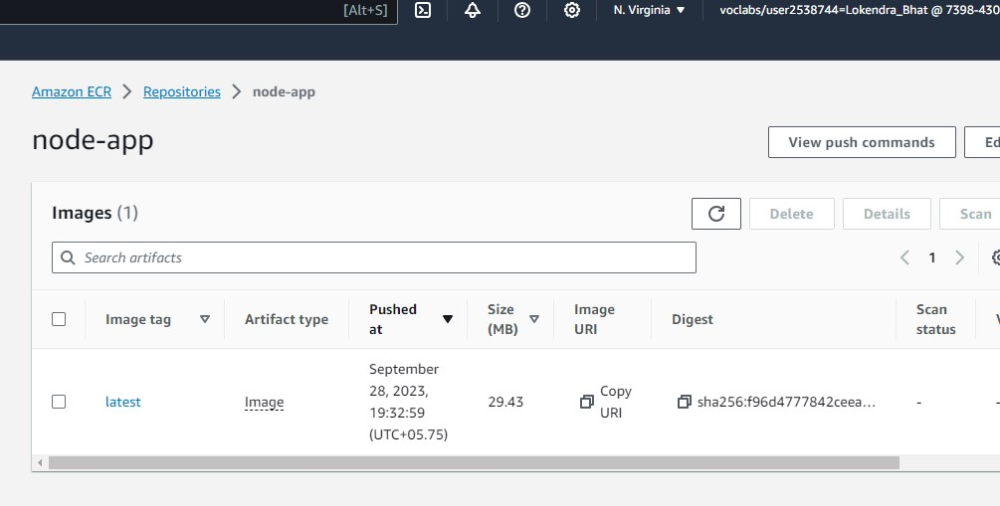 [Alt+S] N. Virginia voclabs/user2538744=Lokendra_Bhat @ 7398-430
Amazon ECR Repositories node-app
node-app
View push commands Ed
Images (1)
Delete Details Scan
Search artifacts
1
Image tag Artifact type Pushed at Size (MB) Image URI Digest Scan status V
latest Image September 28, 2023, 19:32:59 (UTC+05.75) 29.43 Copy URI sha256:f96d4777842ceea... - -